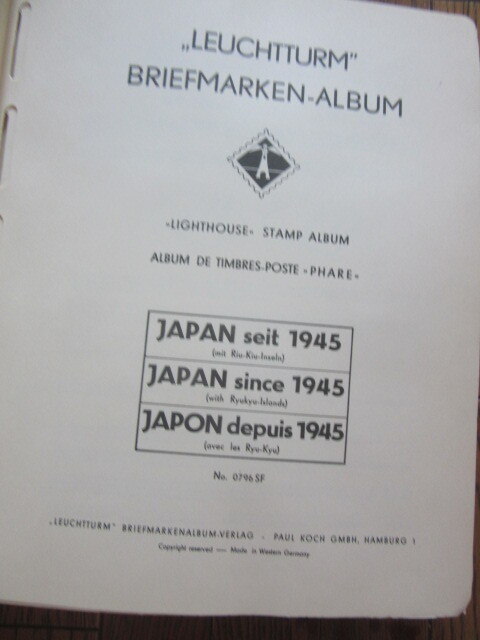 „LEUCHTTURM"
BRIEFMARKEN-ALBUM
»LIGHTHOUSE« STAMP ALBUM
ALBUM DE TIMBRES-POSTE »PHARE«
JAPAN seit 1945
(mit Riu-Kiu-Inseln)
JAPAN since 1945
(with Ryukyu-Islands)
JAPON depuis 1945
(avec les Ryu-Kyu)
No. 0796 SF
„LEUCHTTURM" BRIEFMARKENALBUM-VERLAG · PAUL KOCH GMBH, HAMBURG 1
Copyright reserved — Made in Western Germany